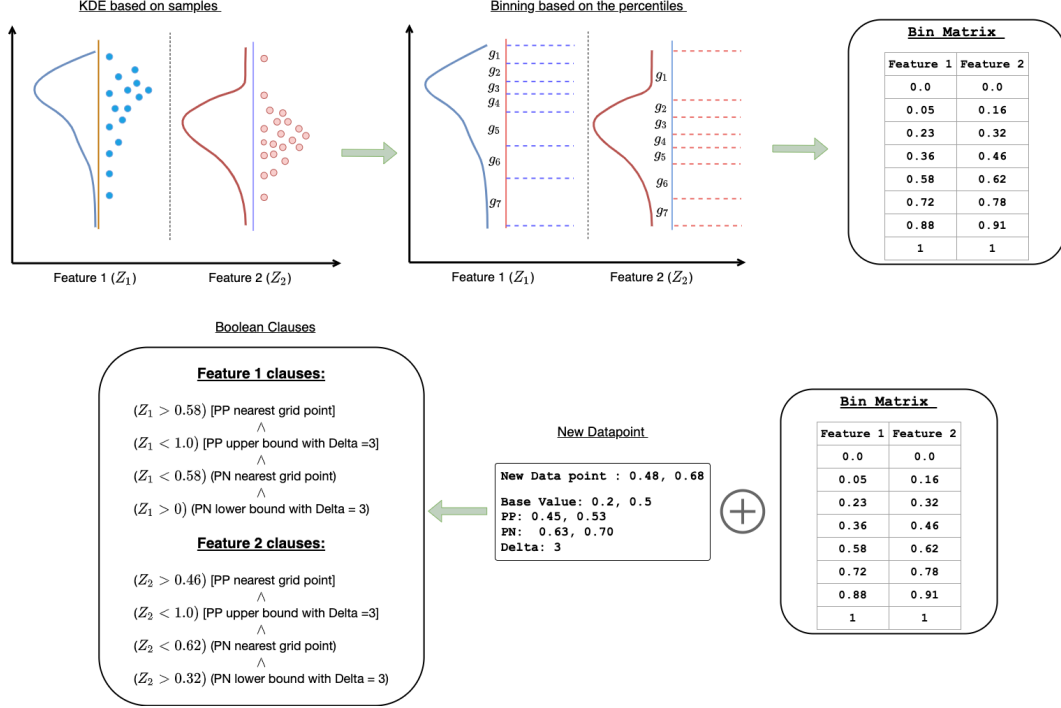 KDE based on samples
Feature 1 (Z₁)
Feature 2 (Z₂)
Binning based on the percentiles
g₁
g₂
g₃
g₄
g₅
g₆
g₇
g₁
g₂
g₃
g₄
g₅
g₆
g₇
Feature 1 (Z₁)
Feature 2 (Z₂)
Bin Matrix
Feature 1 Feature 2
0.0 0.0
0.05 0.16
0.23 0.32
0.36 0.46
0.58 0.62
0.72 0.78
0.88 0.91
1 1
Boolean Clauses
Feature 1 clauses:
(Z₁ > 0.58) [PP nearest grid point]
∧
(Z₁ < 1.0) [PP upper bound with Delta =3]
∧
(Z₁ < 0.58) (PN nearest grid point)
∧
(Z₁ > 0) (PN lower bound with Delta = 3)
Feature 2 clauses:
(Z₂ > 0.46) [PP nearest grid point]
∧
(Z₂ < 1.0) [PP upper bound with Delta =3]
∧
(Z₂ < 0.62) (PN nearest grid point)
∧
(Z₂ > 0.32) (PN lower bound with Delta = 3)
New Datapoint
New Data point : 0.48, 0.68
Base Value: 0.2, 0.5
PP: 0.45, 0.53
PN: 0.63, 0.70
Delta: 3
Bin Matrix
Feature 1 Feature 2
0.0 0.0
0.05 0.16
0.23 0.32
0.36 0.46
0.58 0.62
0.72 0.78
0.88 0.91
1 1